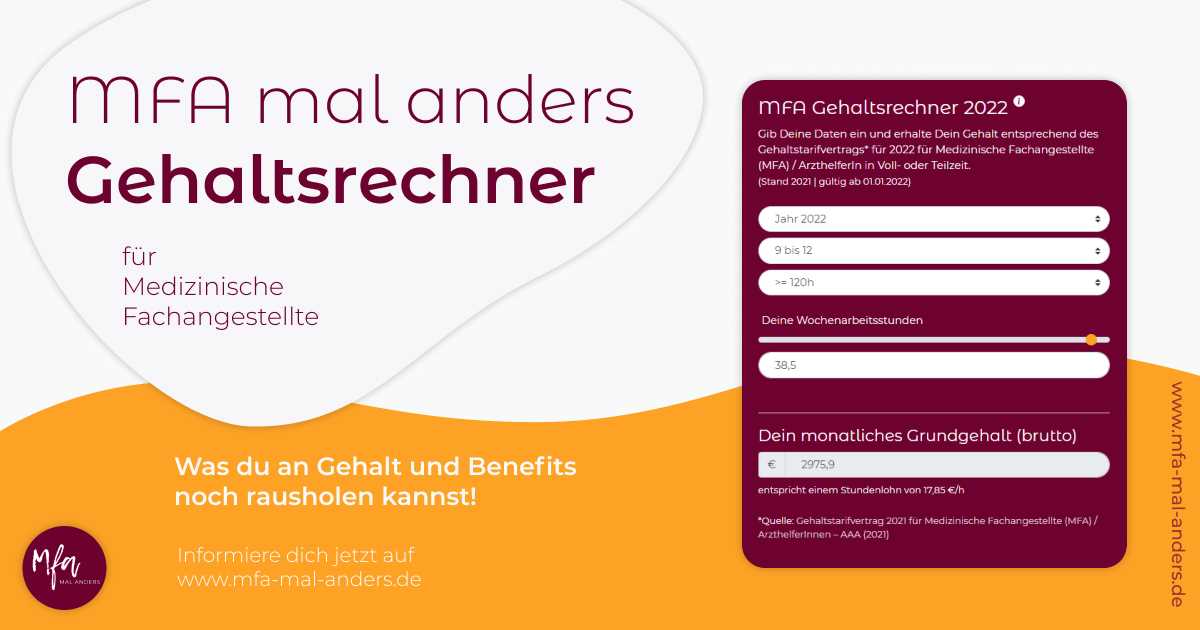 MFA mal anders
Gehaltsrechner
für
Medizinische
Fachangestellte
Was du an Gehalt und Benefits
noch rausholen kannst!
Informiere dich jetzt auf
www.mfa-mal-anders.de
Mfa
MAL ANDERS
MFA Gehaltsrechner 2022 i
Gib Deine Daten ein und erhalte Dein Gehalt entsprechend des
Gehaltstarifvertrags* für 2022 für Medizinische Fachangestellte
(MFA) / ArzthelferIn in Voll- oder Teilzeit.
(Stand 2021 | gültig ab 01.01.2022)
Jahr 2022
9 bis 12
>= 120h
Deine Wochenarbeitsstunden
38,5
Dein monatliches Grundgehalt (brutto)
€ 2975,9
entspricht einem Stundenlohn von 17,85 €/h
*Quelle: Gehaltstarifvertrag 2021 für Medizinische Fachangestellte (MFA) /
ArzthelferInnen – AAA (2021)
www.mfa-mal-anders.de